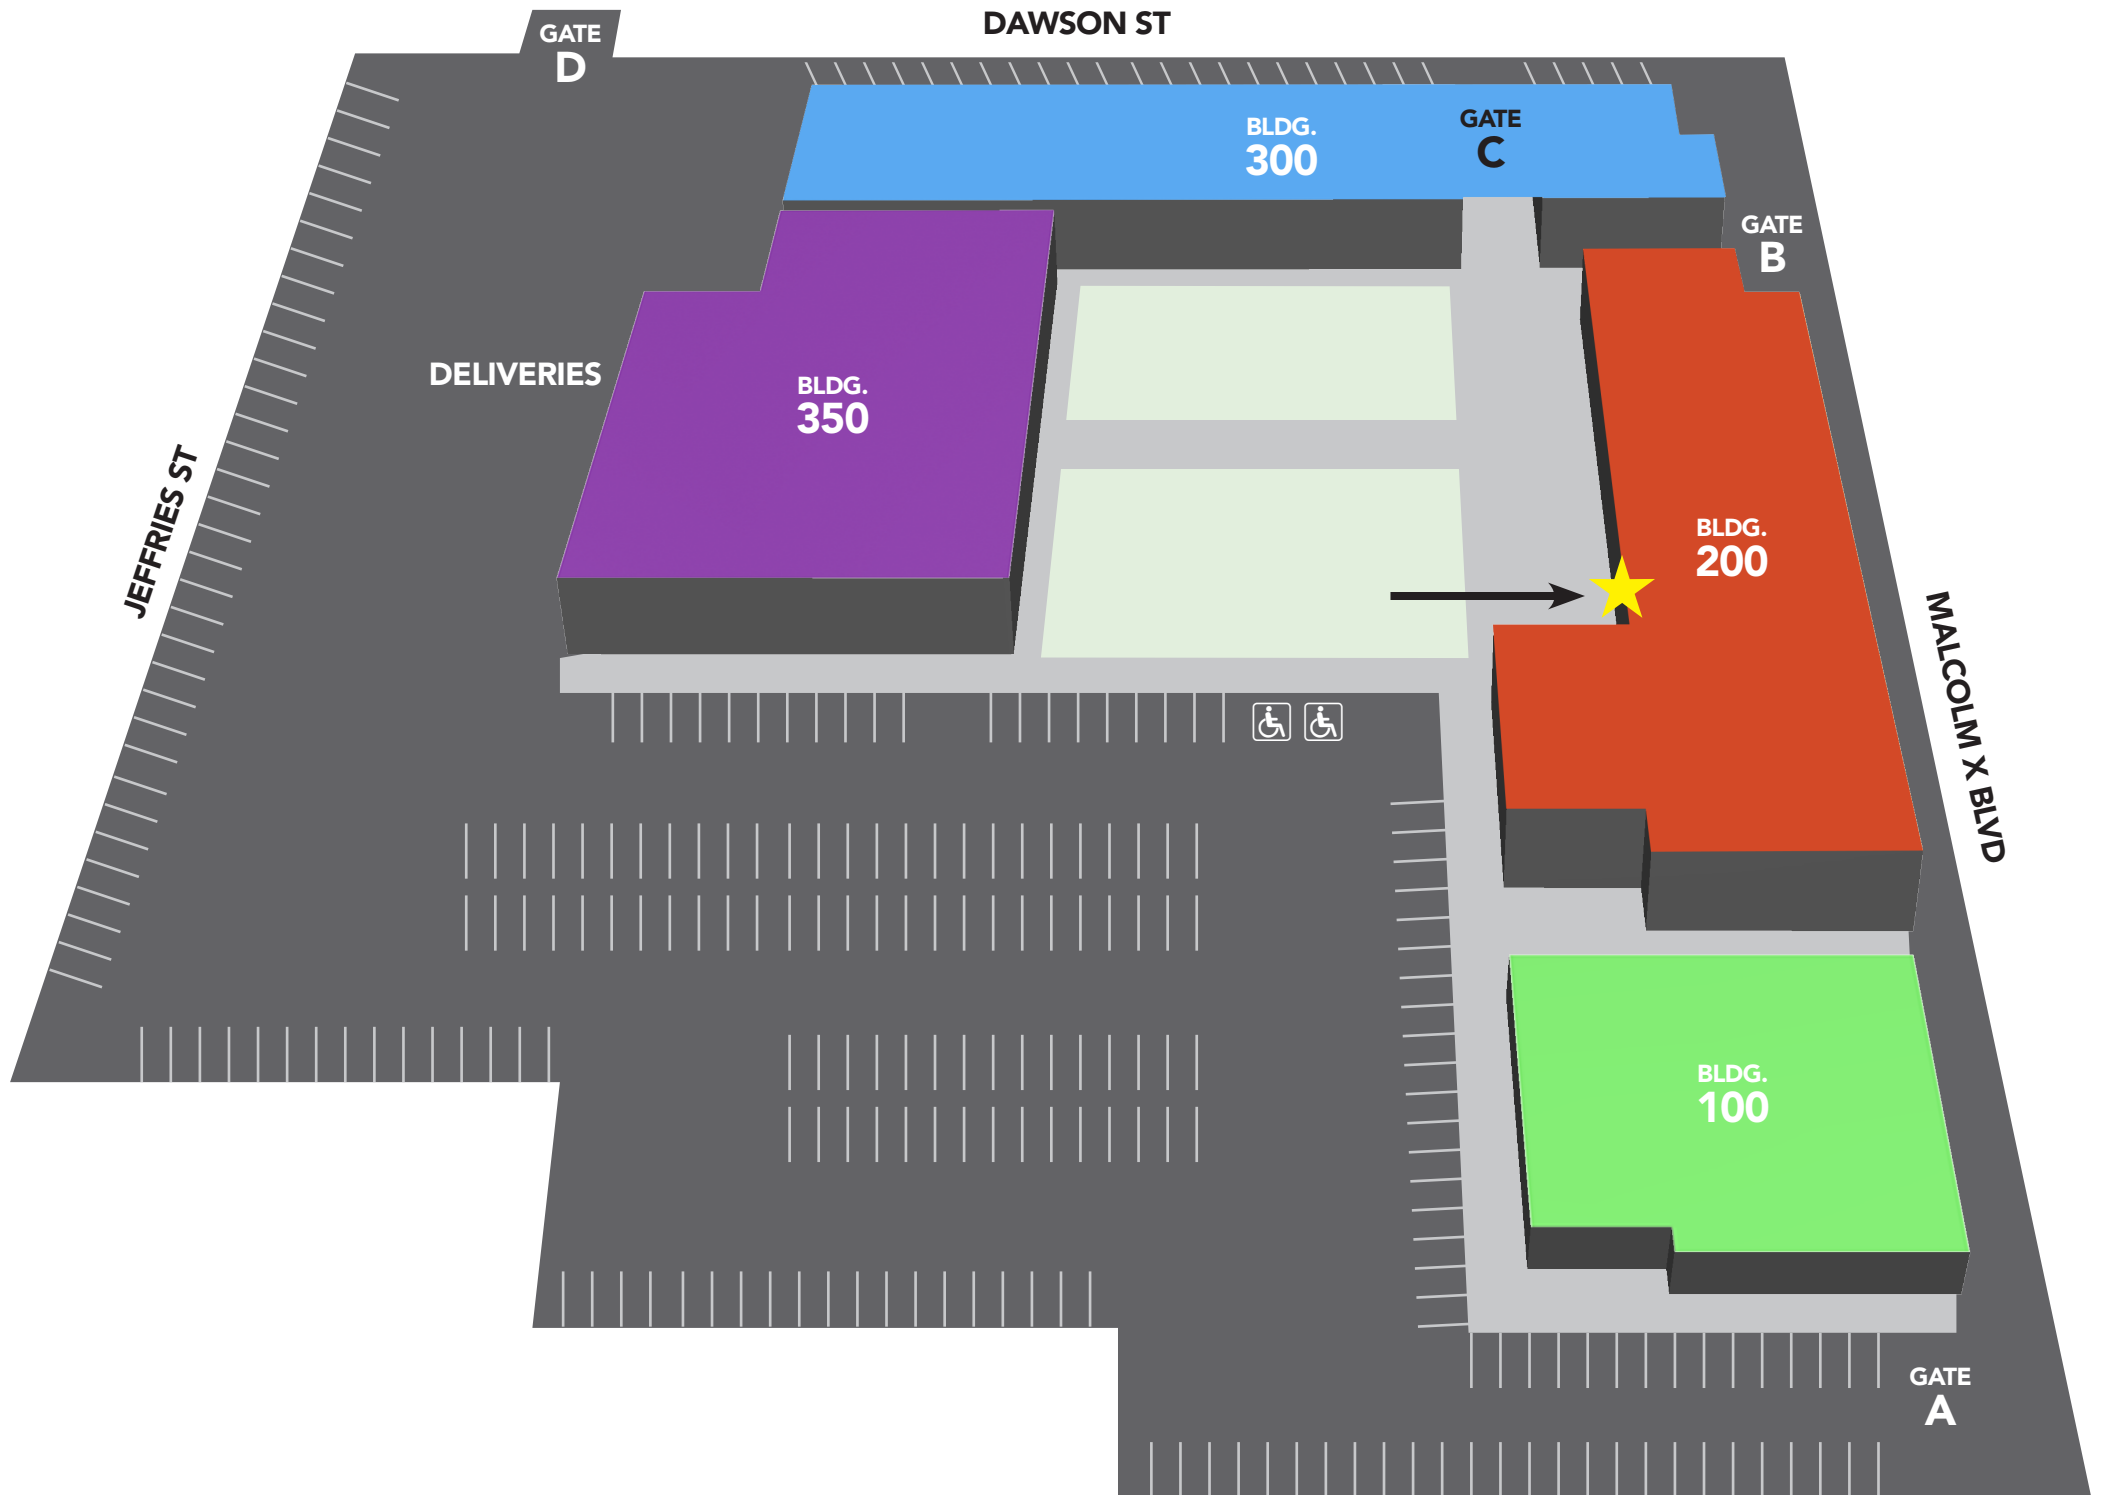 DAWSON ST
GATE
D
BLDG.
300
GATE
C
GATE
B
DELIVERIES
BLDG.
350
JEFFRIES ST
BLDG.
200
MALCOLM X BLVD
BLDG.
100
GATE
A